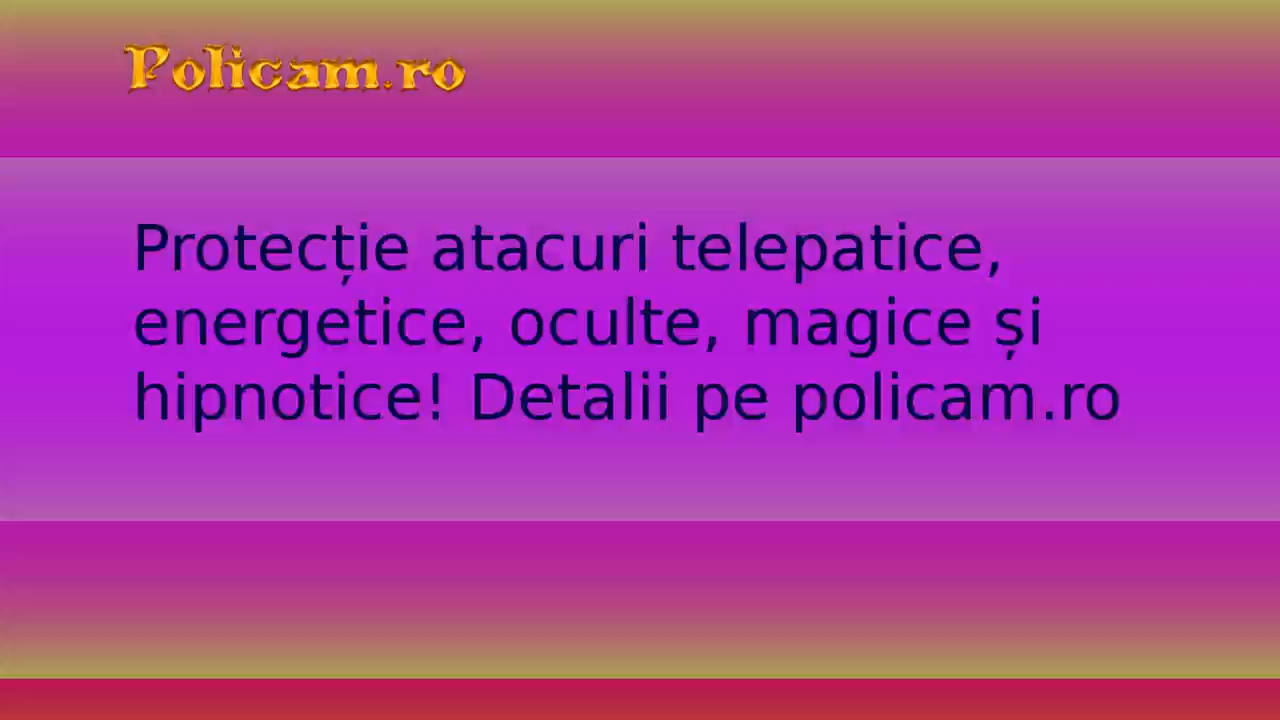 Policam.ro
Protecție atacuri telepatice,
energetice, oculte, magice și
hipnotice! Detalii pe policam.ro